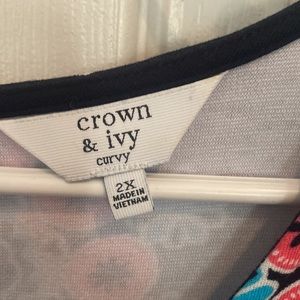 crown
& ivy
curvy
2X
MADE IN
VIETNAM